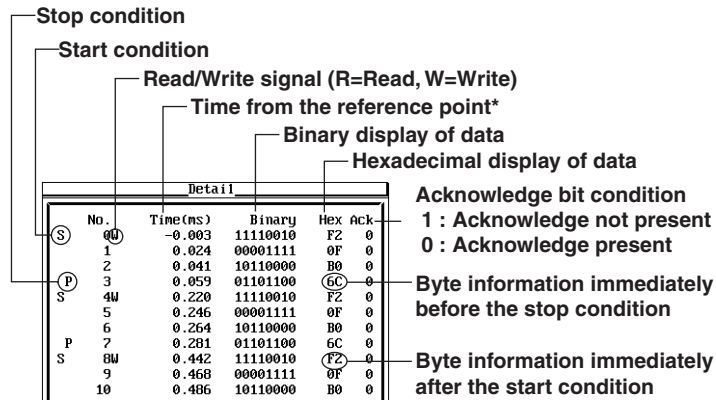 Stop condition
Start condition
Read/Write signal (R=Read, W=Write)
Time from the reference point*
Binary display of data
Hexadecimal display of data
Detail
No. Time(ms) Binary Hex Ack
S 0W -0.003 11110010 F2 0
1 0.024 00001111 0F 0
2 0.041 10110000 B0 0
P 3 0.059 01101100 6C 0
S 4W 0.220 11110010 F2 0
5 0.246 00001111 0F 0
6 0.264 10110000 B0 0
P 7 0.281 01101100 6C 0
S 8W 0.442 11110010 F2 0
9 0.468 00001111 0F 0
10 0.486 10110000 B0 0
Acknowledge bit condition
1 : Acknowledge not present
0 : Acknowledge present
Byte information immediately
before the stop condition
Byte information immediately
after the start condition